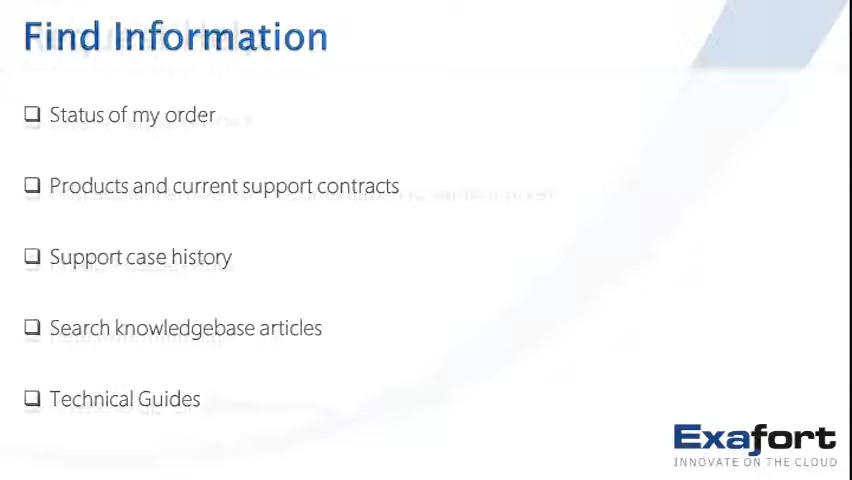 Find Information
❑ Status of my order
❑ Products and current support contracts
❑ Support case history
❑ Search knowledgebase articles
❑ Technical Guides
Exafort
INNOVATE ON THE CLOUD